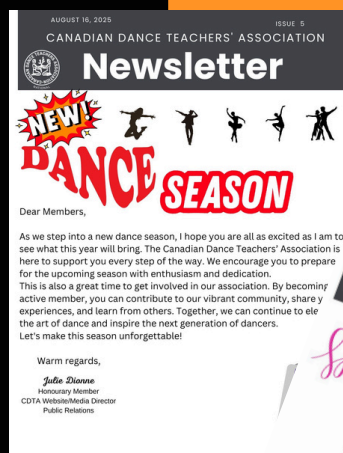 AUGUST 16, 2025
ISSUE 5
CANADIAN DANCE TEACHERS' ASSOCIATION
Newsletter
NEW!
DANCE
SEASON
Dear Members,
As we step into a new dance season, I hope you are all as excited as I am to
see what this year will bring. The Canadian Dance Teachers' Association is
here to support you every step of the way. We encourage you to prepare
for the upcoming season with enthusiasm and dedication.
This is also a great time to get involved in our association. By becoming
active member, you can contribute to our vibrant community, share y
experiences, and learn from others. Together, we can continue to ele
the art of dance and inspire the next generation of dancers.
Let's make this season unforgettable!
Warm regards,
Julie Dionne
Honourary Member
CDTA Website/Media Director
Public Relations